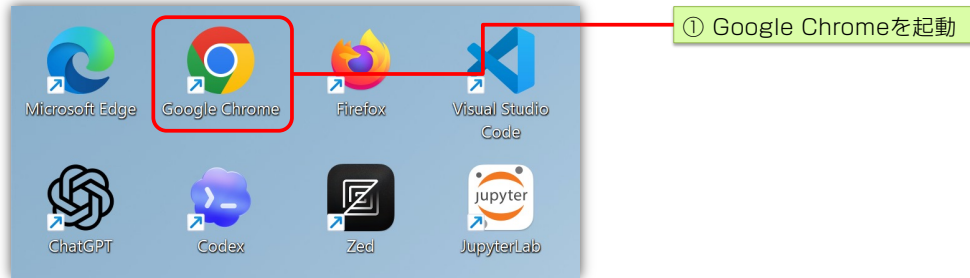 ① Google Chromeを起動
Microsoft Edge
Google Chrome
Firefox
Visual Studio
Code
ChatGPT
Codex
Zed
jupyter
JupyterLab